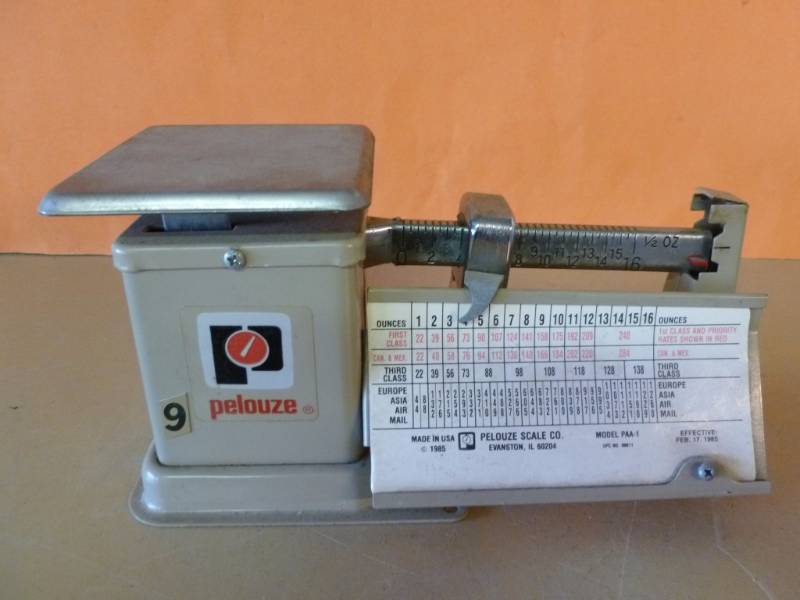 0 2 8 9 10 11 12 13 14 15 16 1/2 OZ
OUNCES 1 2 3 4 5 6 7 8 9 10 11 12 13 14 15 16 OUNCES
FIRST CLASS 22 39 56 73 90 107 124 141 158 175 192 209 240 1st CLASS AND PRIORITY RATES SHOWN IN RED
CAN. & MEX. 22 40 58 76 94 112 130 148 166 184 202 220 284 CAN. & MEX.
THIRD CLASS 22 39 56 73 88 98 108 118 128 138 THIRD CLASS
EUROPE EUROPE
ASIA ASIA
AIR AIR
MAIL MAIL
MADE IN USA PELOUZE SCALE CO. MODEL PAA-1 EFFECTIVE:
© 1985 EVANSTON, IL 60204 FEB. 17, 1985
P
pelouze ®
9